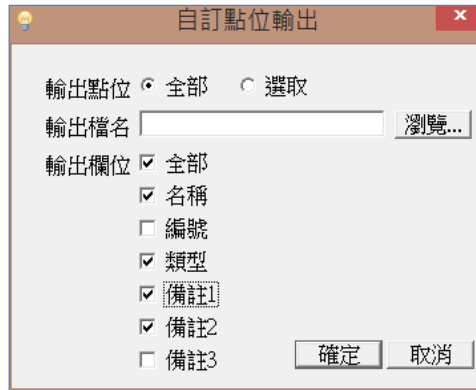 自訂點位輸出
輸出點位 全部 選取
輸出檔名 瀏覽...
輸出欄位 全部
名稱
編號
類型
備註1
備註2
備註3
確定 取消